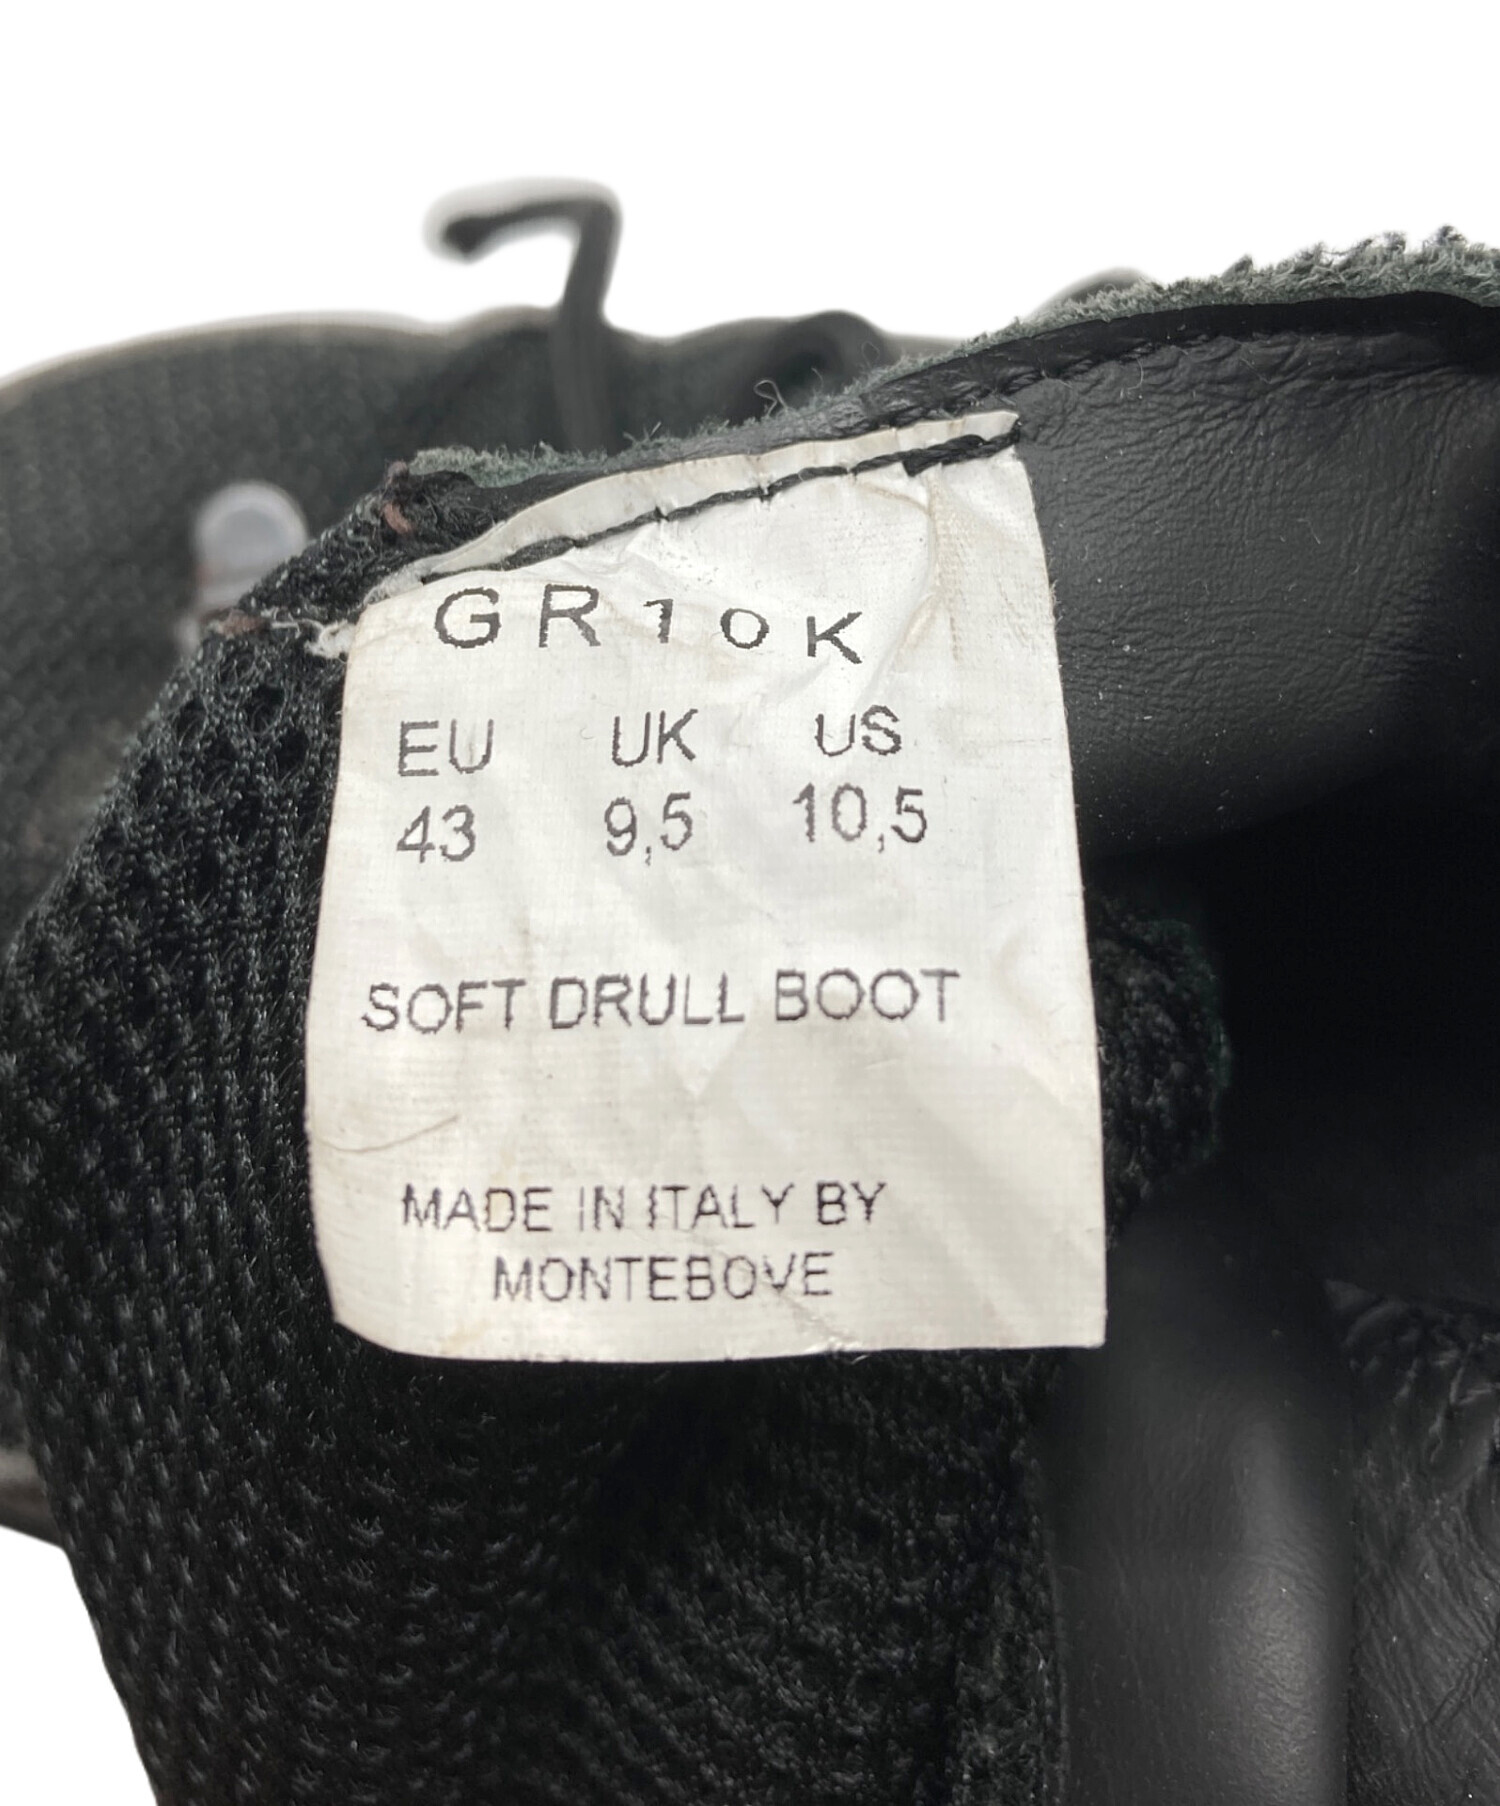 GR10K
EU UK US
43 9,5 10,5
SOFT DRULL BOOT
MADE IN ITALY BY
MONTEBOVE